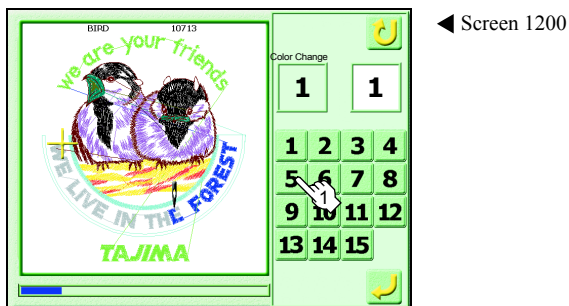 ◀ Screen 1200
BIRD 10713
we are your friends
WE LIVE IN THE FOREST
TAJIMA
Color Change
1 1
1 2 3 4
5 6 7 8
9 10 11 12
13 14 15
1